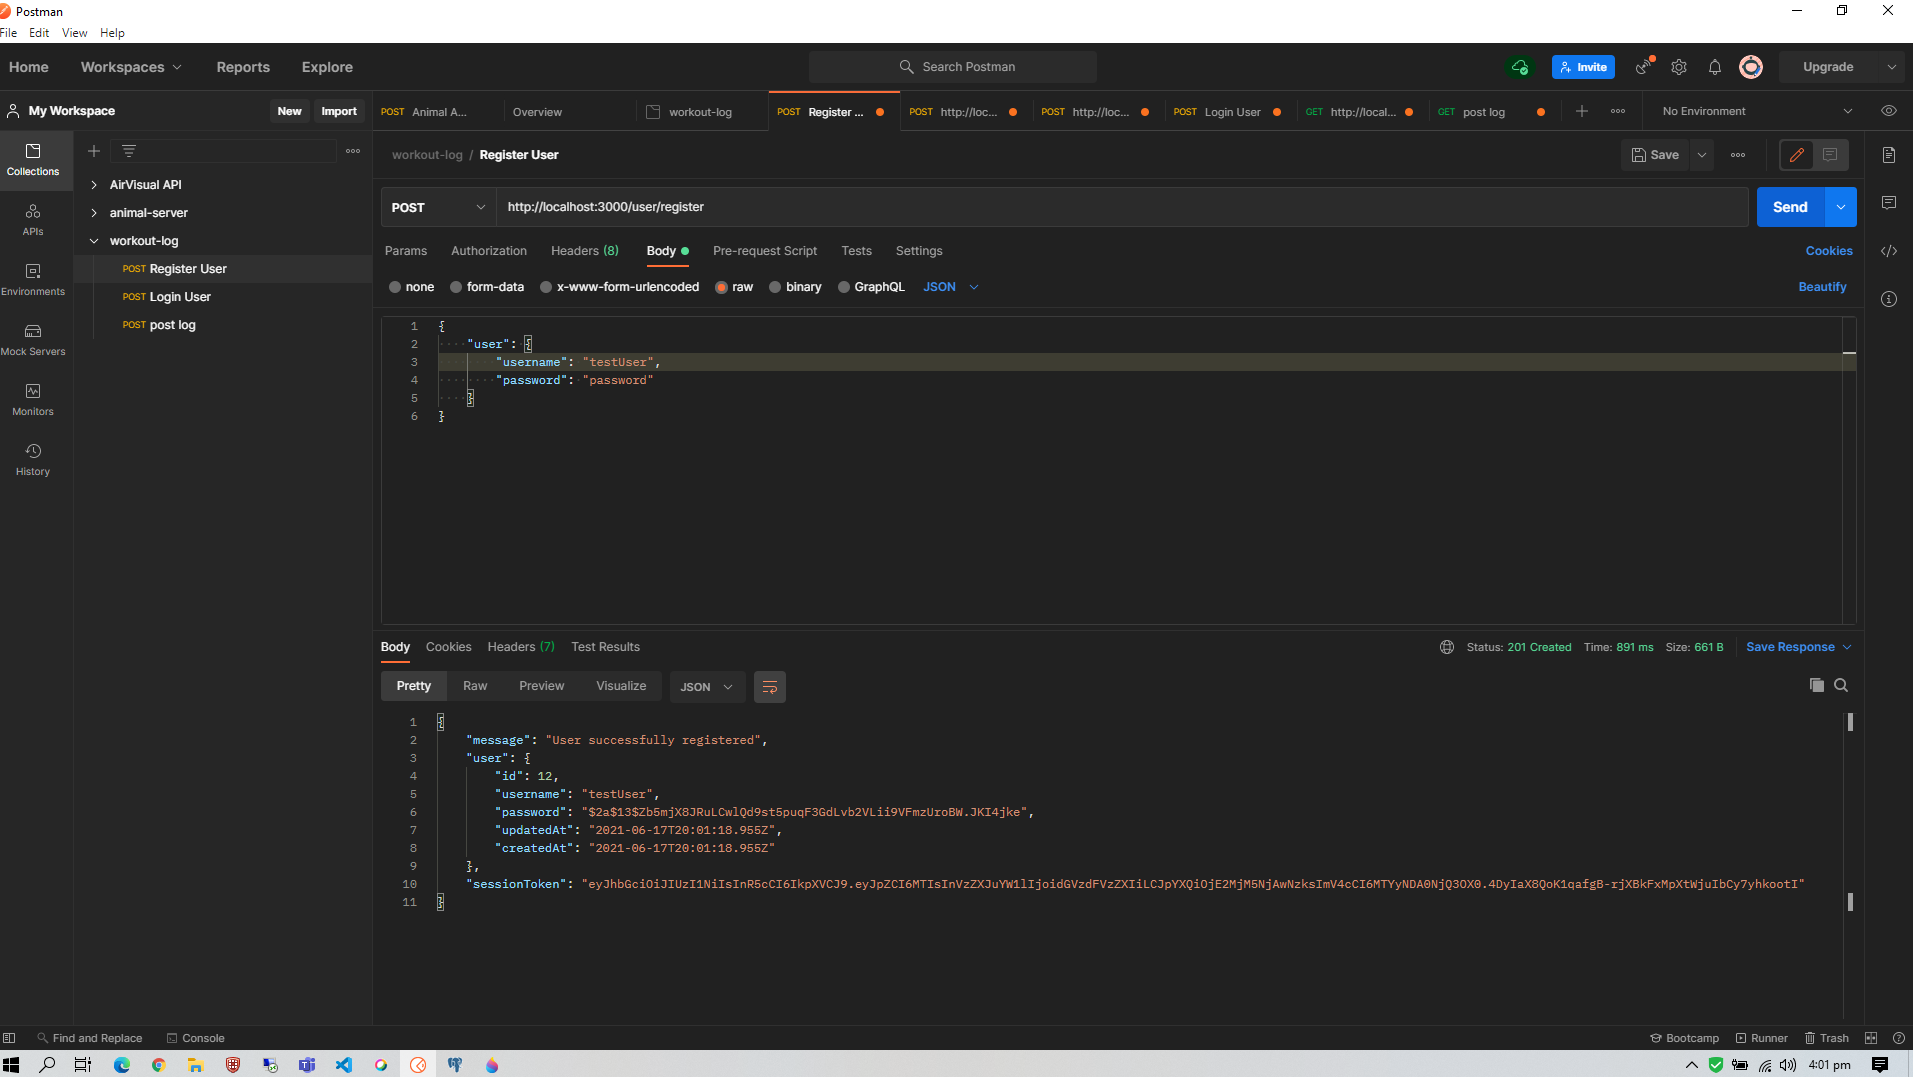 Postman
File Edit View Help
Home Workspaces Reports Explore Search Postman Invite Upgrade
My Workspace New Import POST Animal A... Overview workout-log POST Register ... POST http://loc... POST http://loc... POST Login User GET http://local... GET post log No Environment
workout-log / Register User Save
Collections
AirVisual API
animal-server
workout-log
POST Register User
POST Login User
POST post log
APIs
Environments
Mock Servers
Monitors
History
POST http://localhost:3000/user/register Send
Params Authorization Headers (8) Body Pre-request Script Tests Settings Cookies
none form-data x-www-form-urlencoded raw binary GraphQL JSON Beautify
1 {
2 "user": {
3 "username": "testUser",
4 "password": "password"
5 }
6 }
Body Cookies Headers (7) Test Results Status: 201 Created Time: 891 ms Size: 661 B Save Response
Pretty Raw Preview Visualize JSON
1 {
2 "message": "User successfully registered",
3 "user": {
4 "id": 12,
5 "username": "testUser",
6 "password": "$2a$13$Zb5mjX8JRuLCwlQd9st5puqF3GdLvb2VLii9VFmzUroBW.JKI4jke",
7 "updatedAt": "2021-06-17T20:01:18.955Z",
8 "createdAt": "2021-06-17T20:01:18.955Z"
9 },
10 "sessionToken": "eyJhbGciOiJIUzI1NiIsInR5cCI6IkpXVCJ9.eyJpZCI6MTIsInVzZXJuYW1lIjoidGVzdFVzZXIiLCJpYXQiOjE2MjM5NjAwNzksImV4cCI6MTYyNDA0NjQ3OX0.4DyIaX8QoK1qafgB-rjXBkFxMpXtWjuIbCy7yhkootI"
11 }
Find and Replace Console Bootcamp Runner Trash
4:01 pm